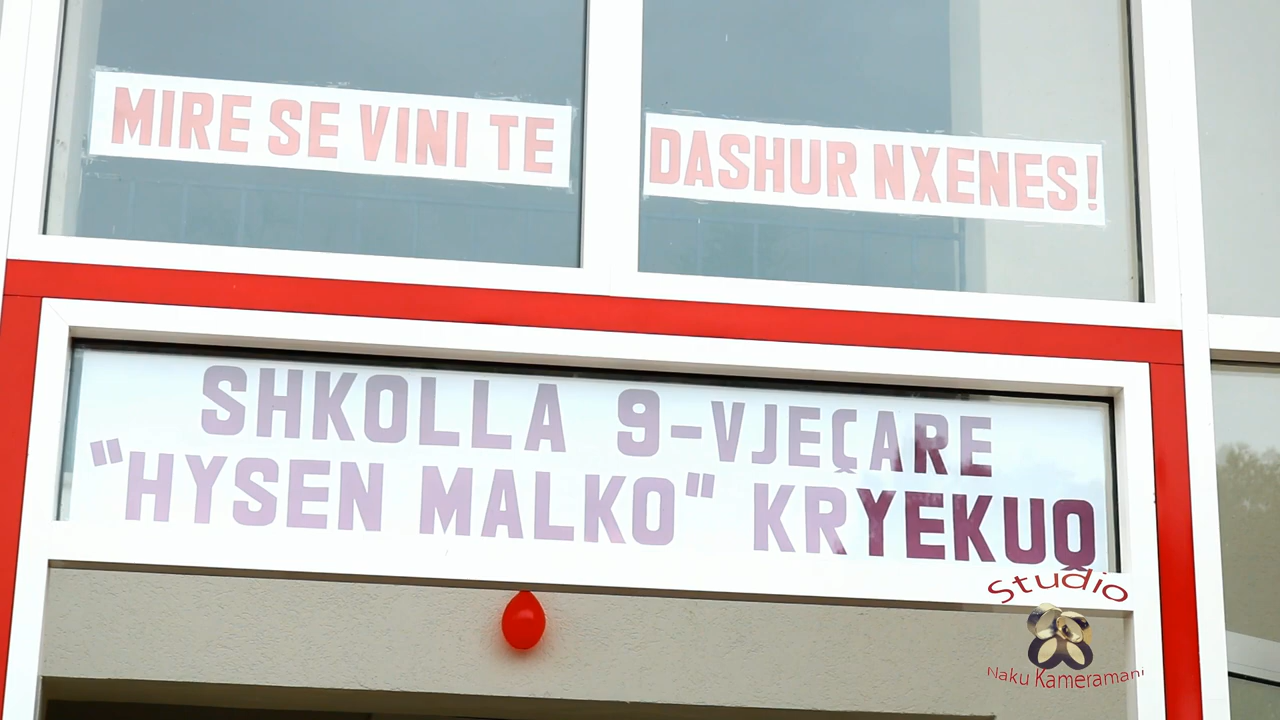 MIRE SE VINI TE DASHUR NXENES!
SHKOLLA 9-VJEÇARE
"HYSEN MALKO" KRYEKUQ
Studio
Naku Kameramani